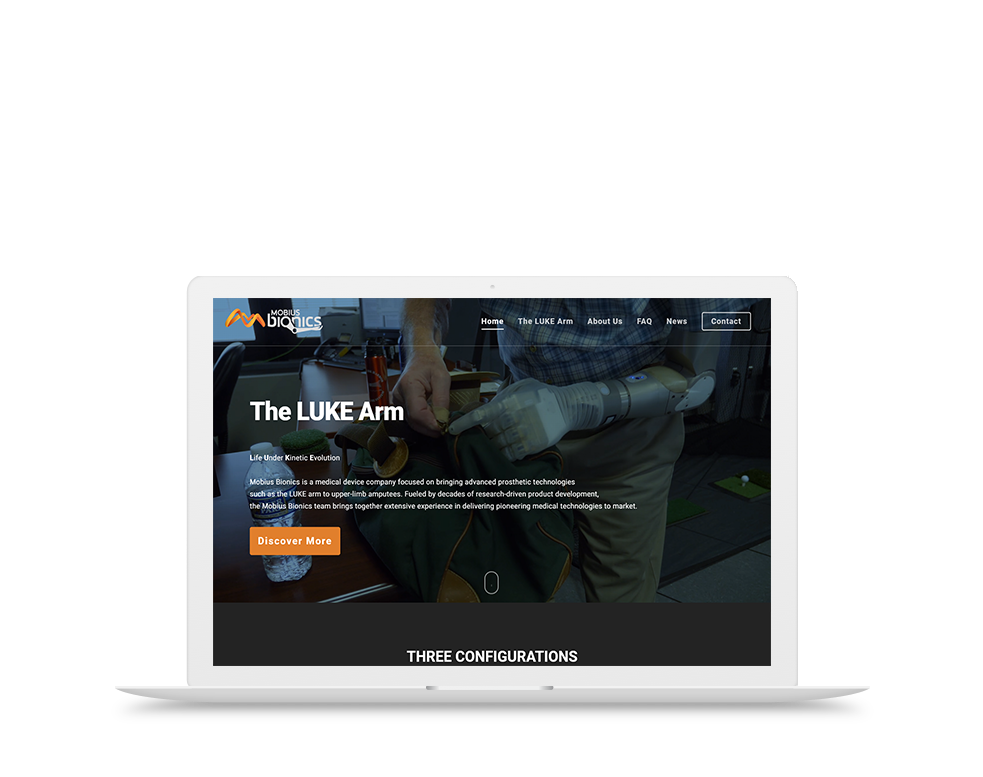 MOBIUS
bionics
Home The LUKE Arm About Us FAQ News Contact
The LUKE Arm
Life Under Kinetic Evolution
Mobius Bionics is a medical device company focused on bringing advanced prosthetic technologies
such as the LUKE arm to upper-limb amputees. Fueled by decades of research-driven product development,
the Mobius Bionics team brings together extensive experience in delivering pioneering medical technologies to market.
Discover More
THREE CONFIGURATIONS